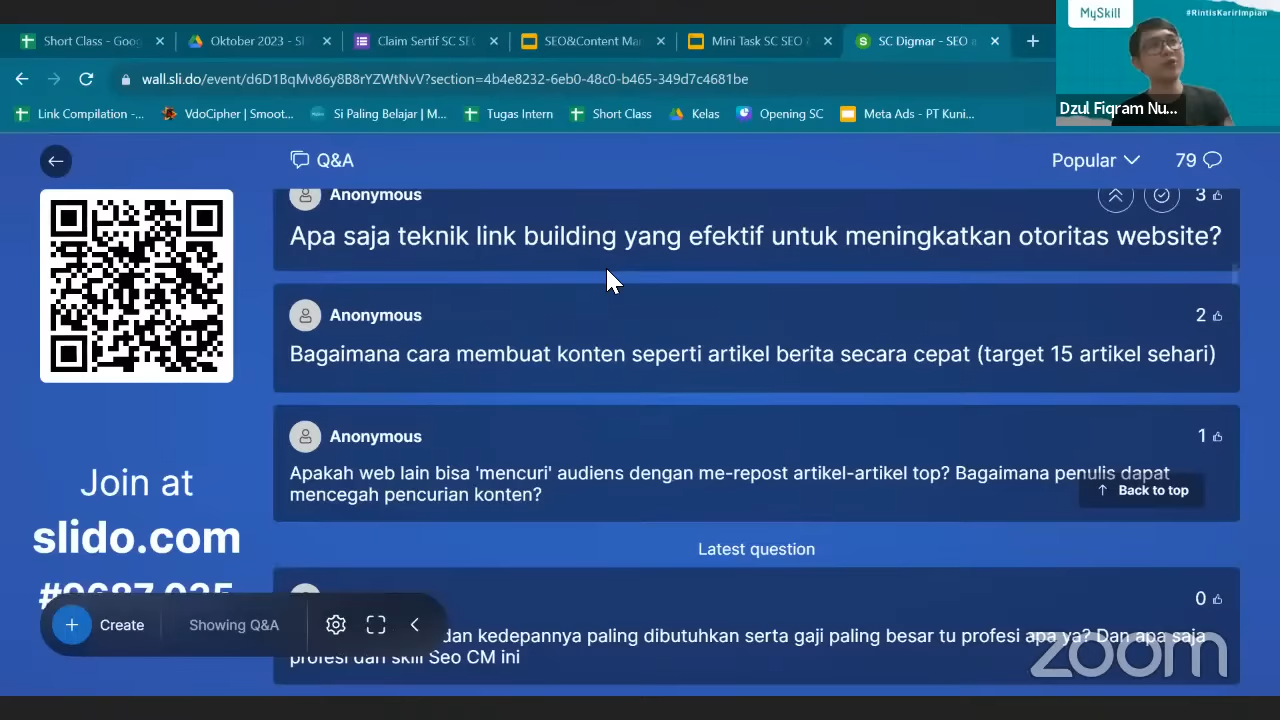 MySkill
#RintisKarirImpian
Short Class - Goog
Oktober 2023 - S
Claim Sertif SC SE
SEO&Content Ma
Mini Task SC SEO
SC Digmar - SEO
wall.sli.do/event/d6D1BqMv86y8B8rYZWtNvV?section=4b4e8232-6eb0-48c0-b465-349d7c4681be
Dzul Fiqram Nu...
Link Compilation -...
VdoCipher | Smoot...
Si Paling Belajar | M...
Tugas Intern
Short Class
Kelas
Opening SC
Meta Ads - PT Kuni...
Q&A
Popular
79
Anonymous
3
Apa saja teknik link building yang efektif untuk meningkatkan otoritas website?
Anonymous
2
Bagaimana cara membuat konten seperti artikel berita secara cepat (target 15 artikel sehari)
Anonymous
1
Apakah web lain bisa 'mencuri' audiens dengan me-repost artikel-artikel top? Bagaimana penulis dapat
mencegah pencurian konten?
Back to top
Latest question
Join at
slido.com
0
dan kedepannya paling dibutuhkan serta gaji paling besar tu profesi apa ya? Dan apa saja
profesi dari skill Seo CM ini
Create
Showing Q&A
zoom